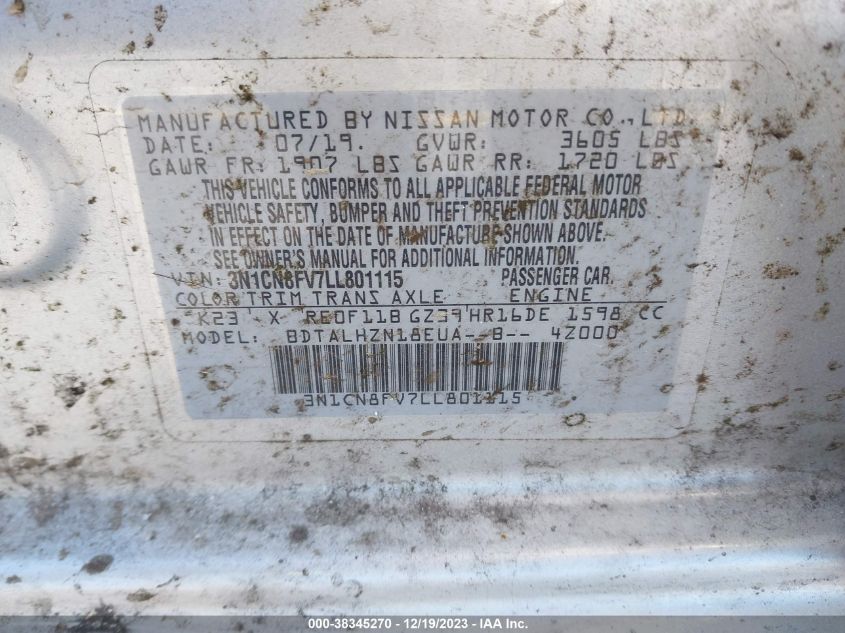 MANUFACTURED BY NISSAN MOTOR CO., LTD.
DATE: 07/19. GVWR: 3605 LBS
GAWR FR: 1907 LBS GAWR RR: 1720 LBS
THIS VEHICLE CONFORMS TO ALL APPLICABLE FEDERAL MOTOR
VEHICLE SAFETY, BUMPER AND THEFT PREVENTION STANDARDS
IN EFFECT ON THE DATE OF MANUFACTURE SHOWN ABOVE.
SEE OWNER'S MANUAL FOR ADDITIONAL INFORMATION.
VIN: 3N1CN8FV7LL801115 PASSENGER CAR.
COLOR TRIM TRANS AXLE ENGINE
K23 X RE0F11B GZ39 HR16DE 1598 CC
MODEL: BDTALHZN18EUA--B-- 4Z000
3N1CN8FV7LL801115
000-38345270 - 12/19/2023 - IAAI.com